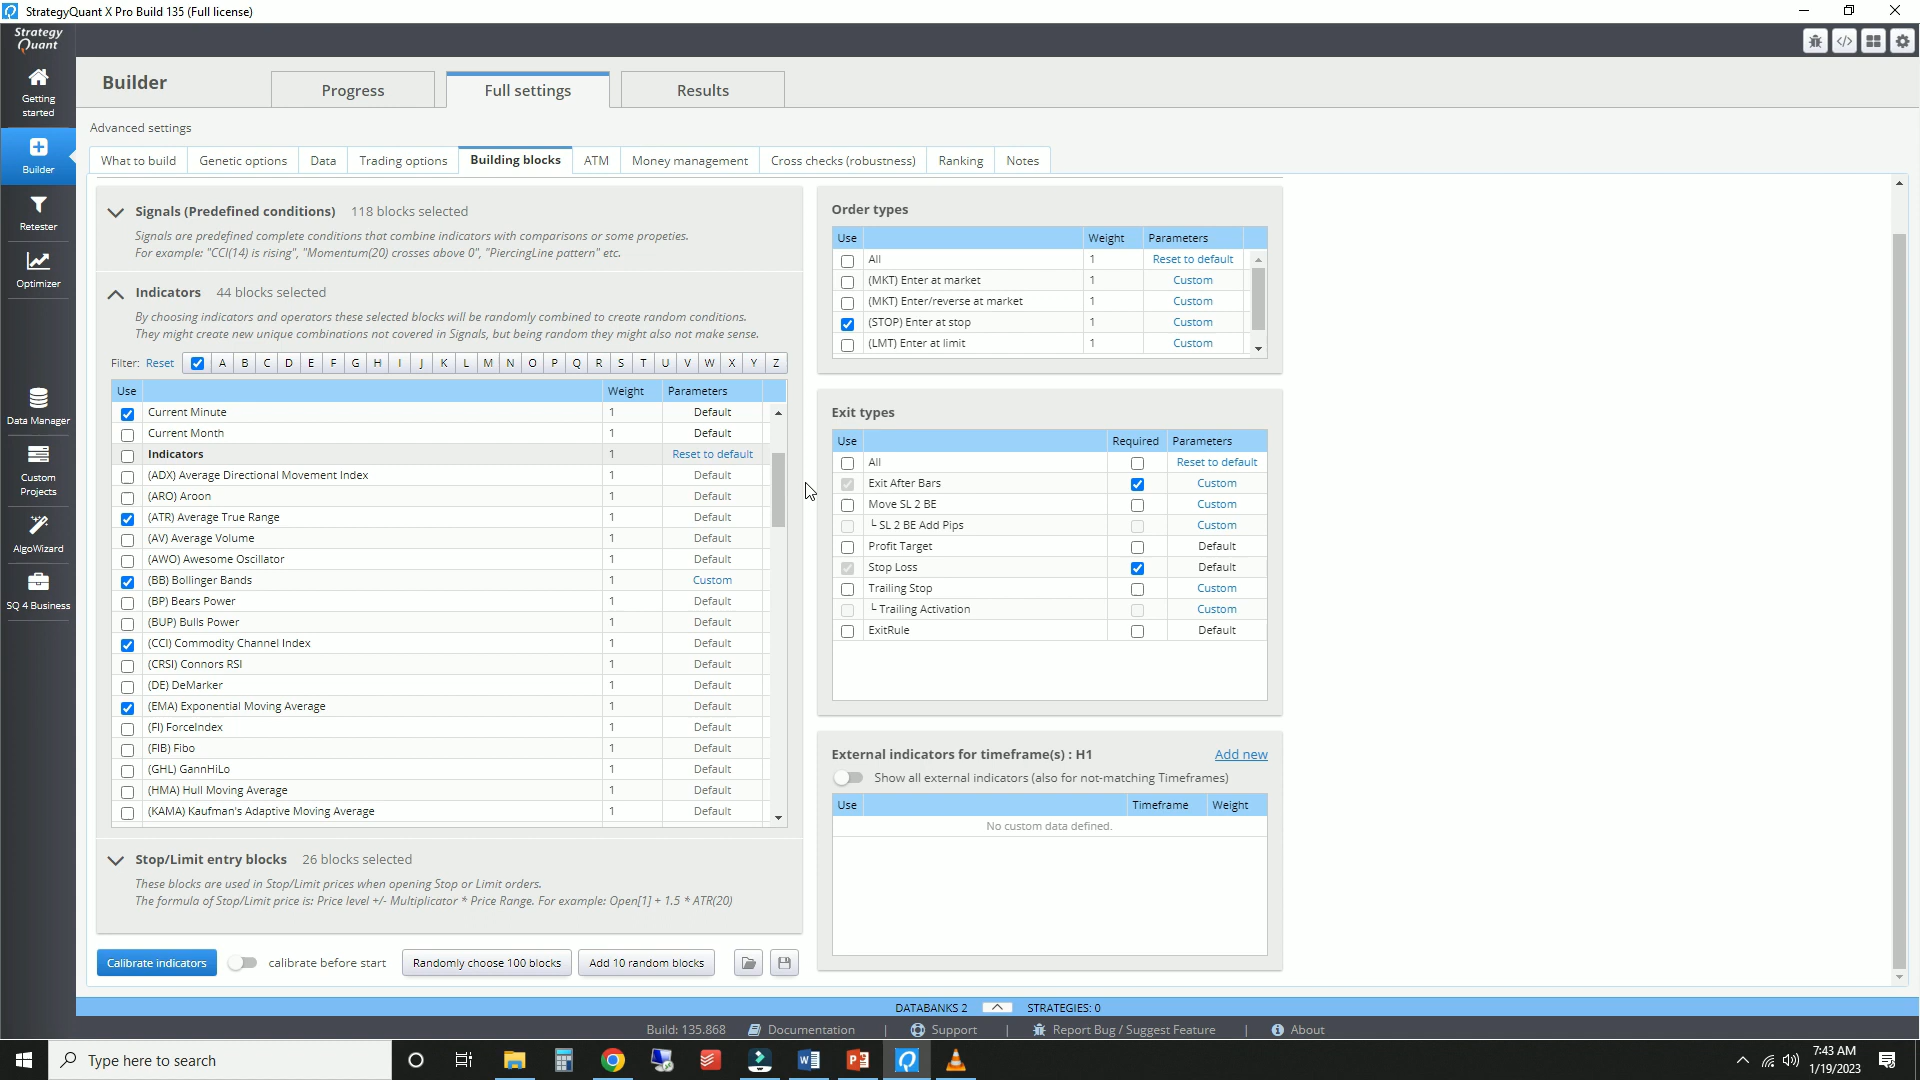 StrategyQuant X Pro Build 135 (Full license)
Strategy
Quant
Getting
started
Builder
Retester
Optimizer
Data Manager
Custom
Projects
AlgoWizard
SQ 4 Business
Builder
Progress
Full settings
Results
Advanced settings
What to build
Genetic options
Data
Trading options
Building blocks
ATM
Money management
Cross checks (robustness)
Ranking
Notes
Signals (Predefined conditions) 118 blocks selected
Signals are predefined complete conditions that combine indicators with comparisons or some propeties.
For example: "CCI(14) is rising", "Momentum(20) crosses above 0", "PiercingLine pattern" etc.
Indicators 44 blocks selected
By choosing indicators and operators these selected blocks will be randomly combined to create random conditions.
They might create new unique combinations not covered in Signals, but being random they might also not make sense.
Filter: Reset A B C D E F G H I J K L M N O P Q R S T U V W X Y Z
Use Weight Parameters
Current Minute 1 Default
Current Month 1 Default
Indicators 1 Reset to default
(ADX) Average Directional Movement Index 1 Default
(ARO) Aroon 1 Default
(ATR) Average True Range 1 Default
(AV) Average Volume 1 Default
(AWO) Awesome Oscillator 1 Default
(BB) Bollinger Bands 1 Custom
(BP) Bears Power 1 Default
(BUP) Bulls Power 1 Default
(CCI) Commodity Channel Index 1 Default
(CRSI) Connors RSI 1 Default
(DE) DeMarker 1 Default
(EMA) Exponential Moving Average 1 Default
(FI) ForceIndex 1 Default
(FIB) Fibo 1 Default
(GHL) GannHiLo 1 Default
(HMA) Hull Moving Average 1 Default
(KAMA) Kaufman's Adaptive Moving Average 1 Default
Stop/Limit entry blocks 26 blocks selected
These blocks are used in Stop/Limit prices when opening Stop or Limit orders.
The formula of Stop/Limit price is: Price level +/- Multiplicator * Price Range. For example: Open[1] + 1.5 * ATR(20)
Calibrate indicators
calibrate before start
Randomly choose 100 blocks
Add 10 random blocks
Order types
Use Weight Parameters
All 1 Reset to default
(MKT) Enter at market 1 Custom
(MKT) Enter/reverse at market 1 Custom
(STOP) Enter at stop 1 Custom
(LMT) Enter at limit 1 Custom
Exit types
Use Required Parameters
All Reset to default
Exit After Bars Custom
Move SL 2 BE Custom
└ SL 2 BE Add Pips Custom
Profit Target Default
Stop Loss Default
Trailing Stop Custom
└ Trailing Activation Custom
ExitRule Default
External indicators for timeframe(s) : H1 Add new
Show all external indicators (also for not-matching Timeframes)
Use Timeframe Weight
No custom data defined.
DATABANKS 2 STRATEGIES: 0
Build: 135.868 Documentation | Support | Report Bug / Suggest Feature | About
Type here to search
7:43 AM
1/19/2023